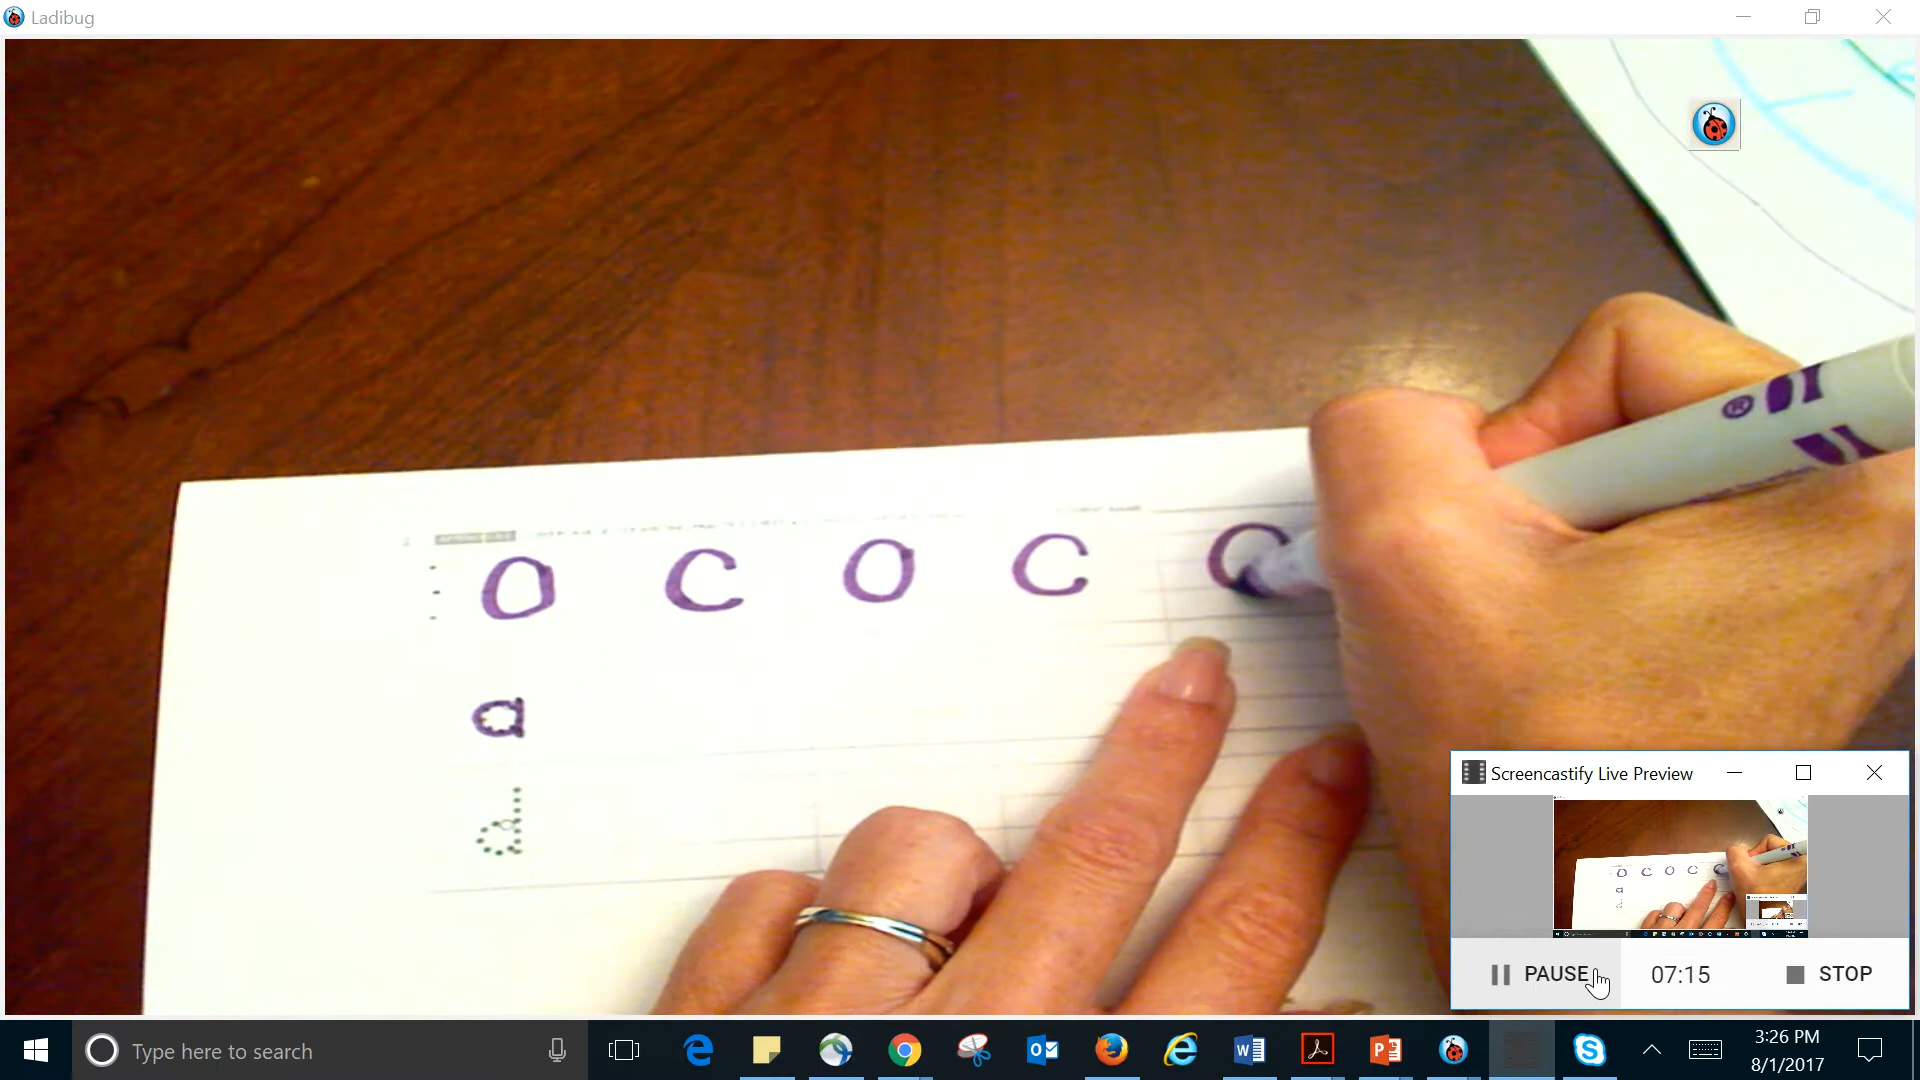 Ladibug
o c o c o
a
d
Screencastify Live Preview
PAUSE 07:15 STOP
Type here to search
3:26 PM
8/1/2017